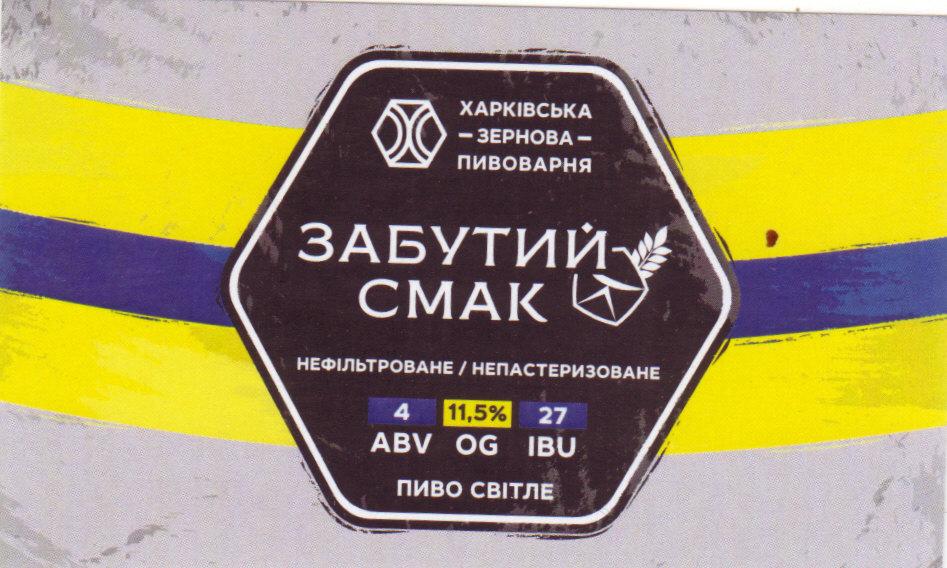 ХАРКІВСЬКА
– ЗЕРНОВА –
ПИВОВАРНЯ
ЗАБУТИЙ
СМАК
НЕФІЛЬТРОВАНЕ / НЕПАСТЕРИЗОВАНЕ
4 11,5% 27
ABV OG IBU
ПИВО СВІТЛЕ